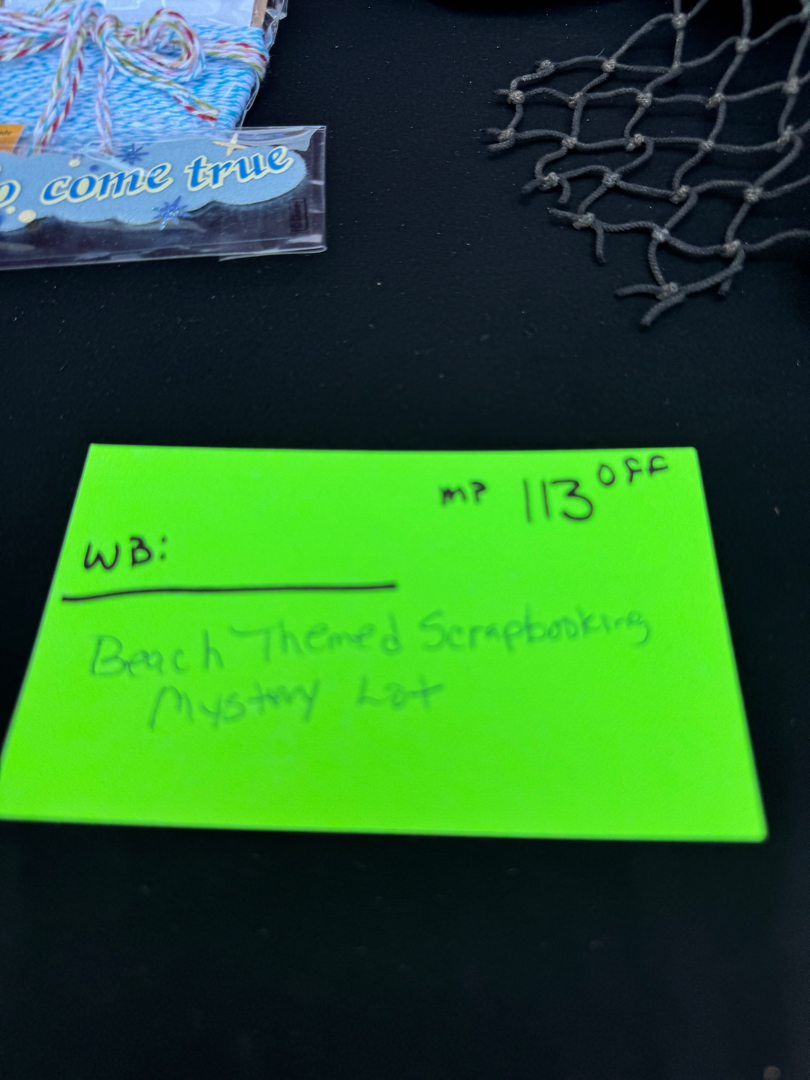 come true
MP 113 OFF
WB:
Beach Themed Scrapbooking
Mystery Lot